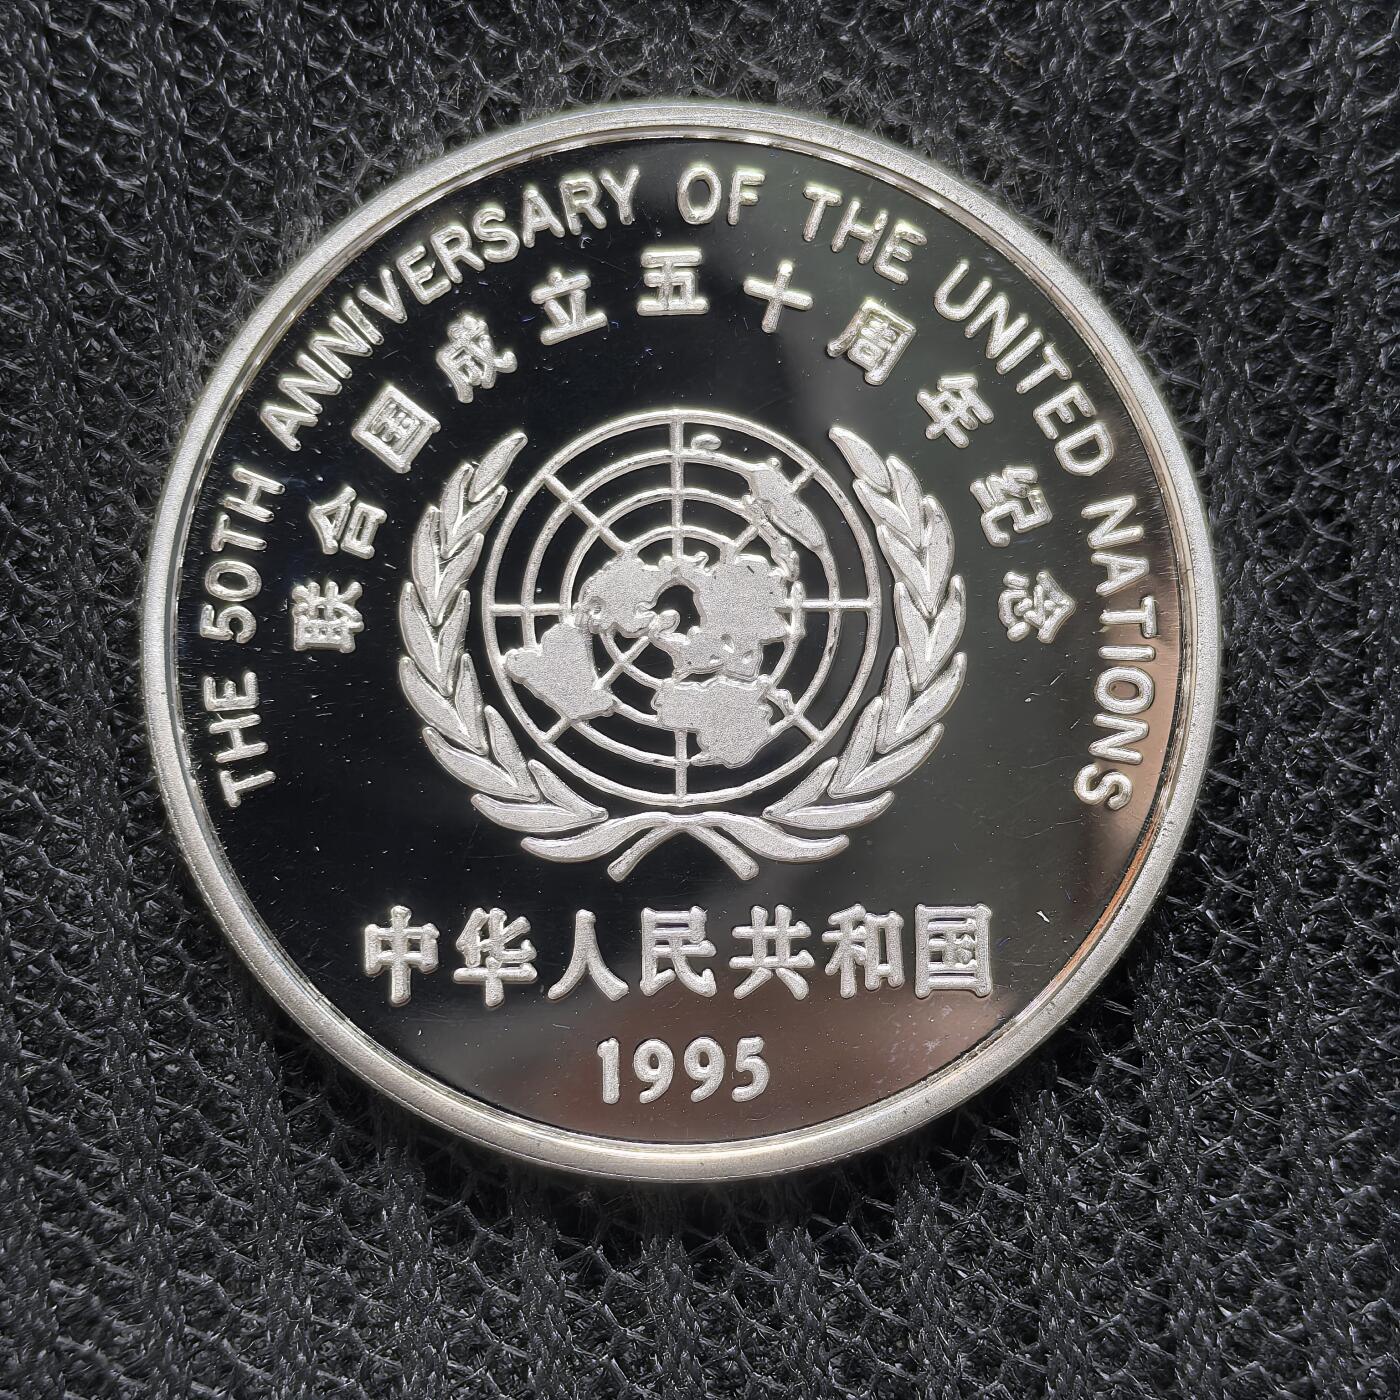 THE 50TH ANNIVERSARY OF THE UNITED NATIONS
联合国成立五十周年纪念
中华人民共和国
1995